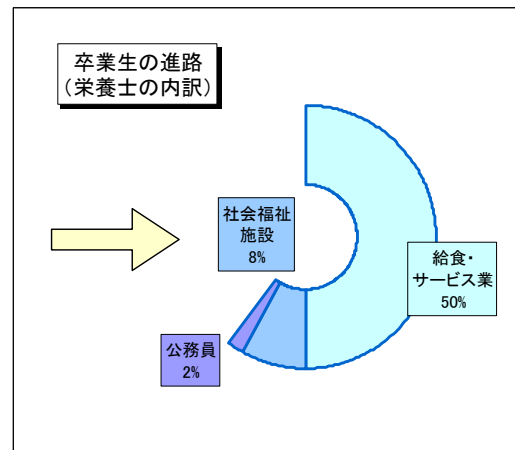 卒業生の進路
（栄養士の内訳）
社会福祉
施設
8%
給食・
サービス業
50%
公務員
2%